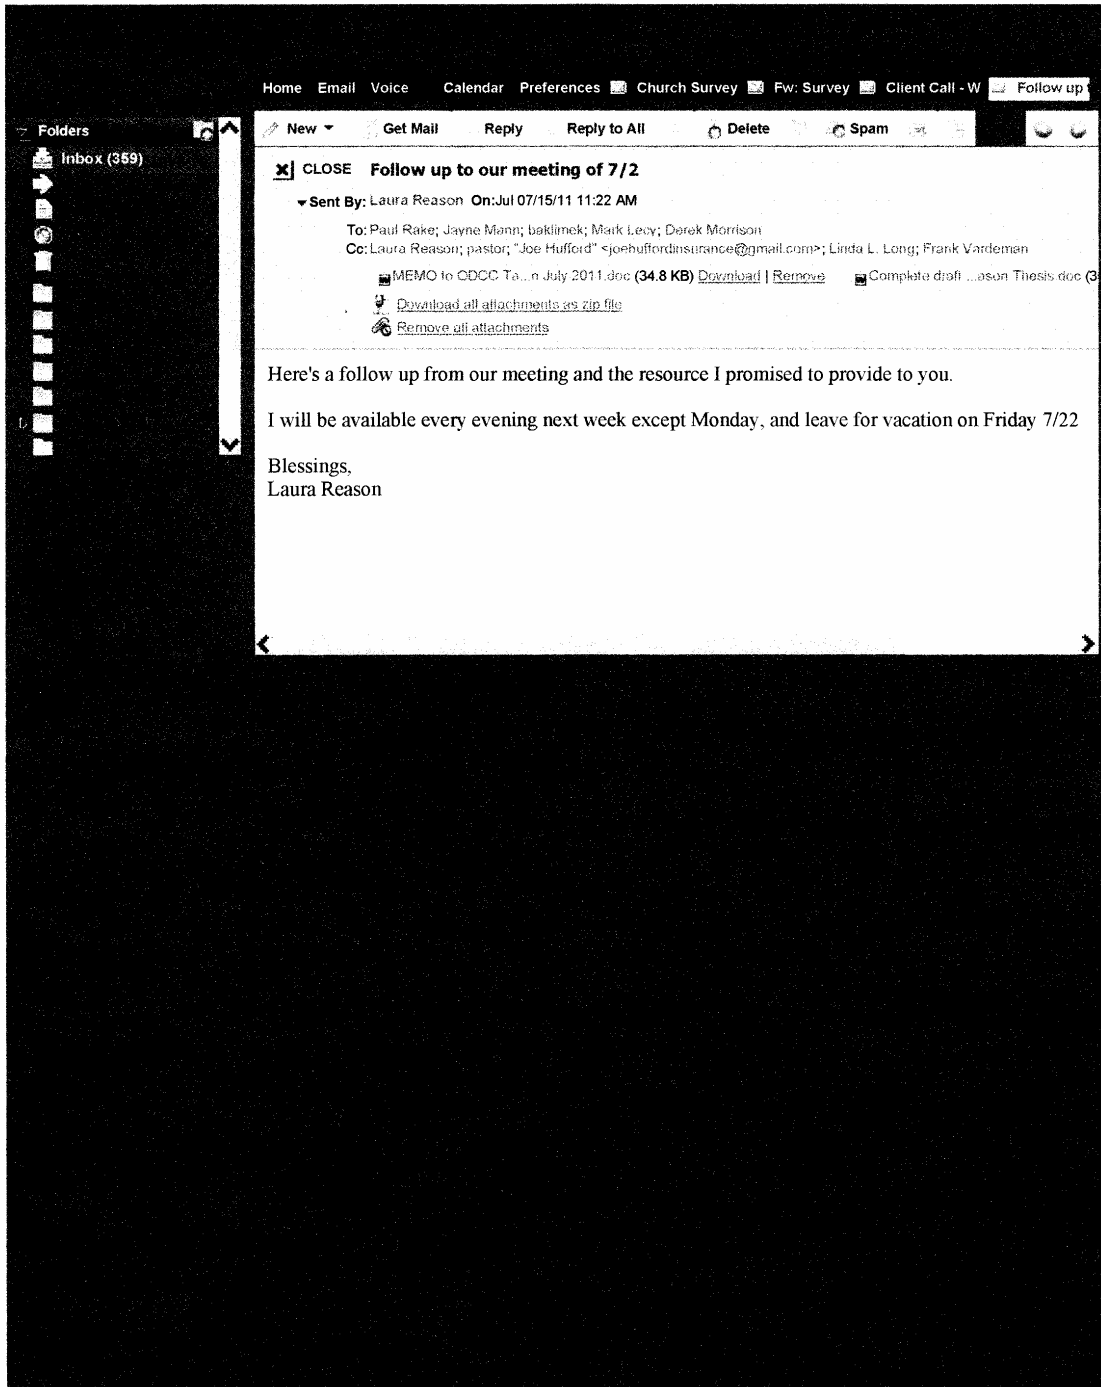 Home Email Voice Calendar Preferences Church Survey Fw: Survey Client Call - W Follow up
Folders
Inbox (359)
New Get Mail Reply Reply to All Delete Spam
CLOSE Follow up to our meeting of 7/2
Sent By: Laura Reason On:Jul 07/15/11 11:22 AM
To: Paul Rake; Jayne Mann; baklimek; Mark Lecy; Derek Morrison
Cc: Laura Reason; pastor; "Joe Hufford" <joehuffordinsurance@gmail.com>; Linda L. Long; Frank Vardeman
MEMO to ODCC Ta...n July 2011.doc (34.8 KB) Download | Remove Complete draft ...ason Thesis.doc (3
Download all attachments as zip file
Remove all attachments
Here's a follow up from our meeting and the resource I promised to provide to you.
I will be available every evening next week except Monday, and leave for vacation on Friday 7/22
Blessings,
Laura Reason